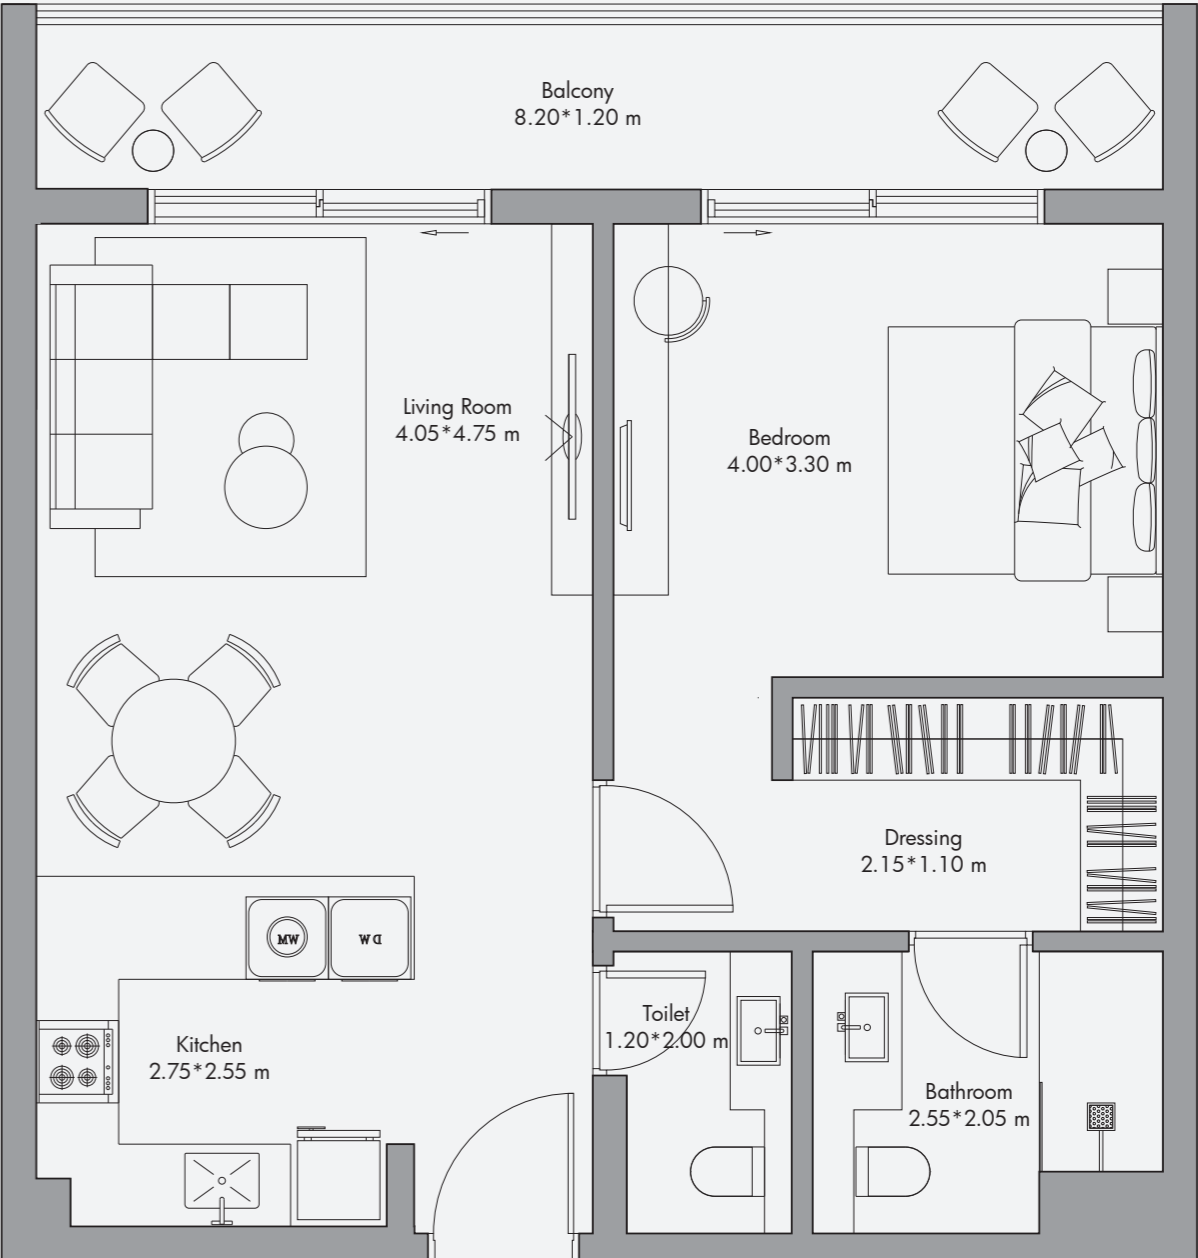 Balcony
8.20*1.20 m
Living Room
4.05*4.75 m
Bedroom
4.00*3.30 m
Dressing
2.15*1.10 m
MW
DW
Toilet
1.20*2.00 m
Kitchen
2.75*2.55 m
Bathroom
2.55*2.05 m